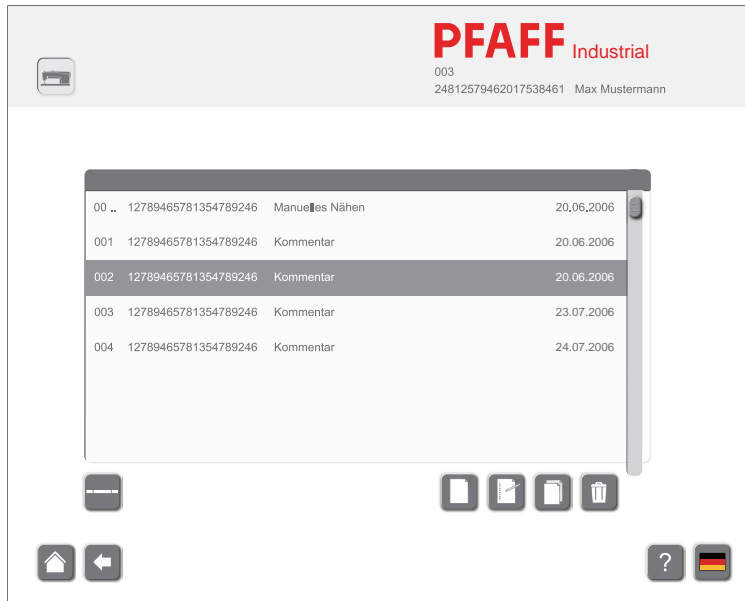 PFAFF Industrial
003
24812579462017538461 Max Mustermann
00 .. 12789465781354789246 Manuelles Nähen 20.06.2006
001 12789465781354789246 Kommentar 20.06.2006
002 12789465781354789246 Kommentar 20.06.2006
003 12789465781354789246 Kommentar 23.07.2006
004 12789465781354789246 Kommentar 24.07.2006
?